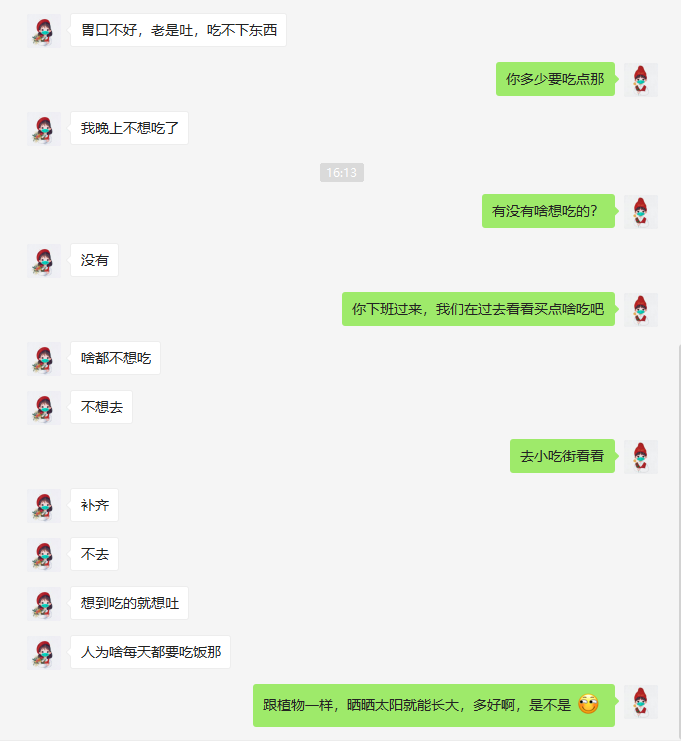 胃口不好，老是吐，吃不下东西
你多少要吃点那
我晚上不想吃了
16:13
有没有啥想吃的？
没有
你下班过来，我们在过去看看买点啥吃吧
啥都不想吃
不想去
去小吃街看看
补齐
不去
想到吃的就想吐
人为啥每天都要吃饭那
跟植物一样，晒晒太阳就能长大，多好啊，是不是